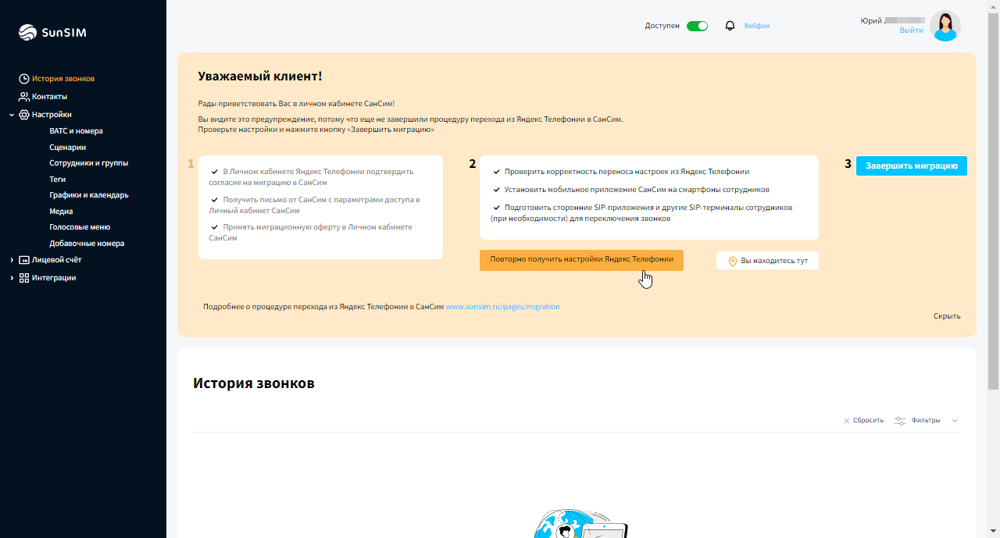 SunSIM
История звонков
Контакты
Настройки
ВАТС и номера
Сценарии
Сотрудники и группы
Теги
Графики и календарь
Медиа
Голосовые меню
Добавочные номера
Лицевой счёт
Интеграции
Доступен
Вебфон
Юрий
Выйти
Уважаемый клиент!
Рады приветствовать Вас в личном кабинете СанСим!
Вы видите это предупреждение, потому что еще не завершили процедуру перехода из Яндекс Телефонии в СанСим.
Проверьте настройки и нажмите кнопку «Завершить миграцию»
1
В Личном кабинете Яндекс Телефонии подтвердить
согласие на миграцию в СанСим
Получить письмо от СанСим с параметрами доступа в
Личный кабинет СанСим
Принять миграционную оферту в Личном кабинете
СанСим
2
Проверить корректность переноса настроек из Яндекс Телефонии
Установить мобильное приложение СанСим на смартфоны сотрудников
Подготовить сторонние SIP-приложения и другие SIP-терминалы сотрудников
(при необходимости) для переключения звонков
Повторно получить настройки Яндекс Телефонии
Вы находитесь тут
3
Завершить миграцию
Подробнее о процедуре перехода из Яндекс Телефонии в СанСим www.sunsim.ru/pages/migration
Скрыть
История звонков
Сбросить
Фильтры